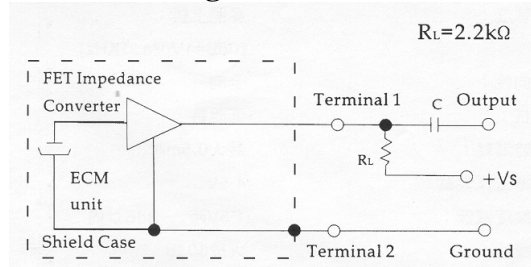 RL=2.2kΩ
FET Impedance
Converter
Terminal 1
C
Output
RL
+Vs
ECM
unit
Shield Case
Terminal 2
Ground